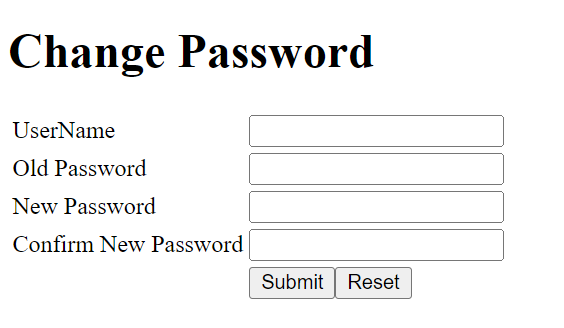 Change Password
UserName
Old Password
New Password
Confirm New Password
Submit Reset